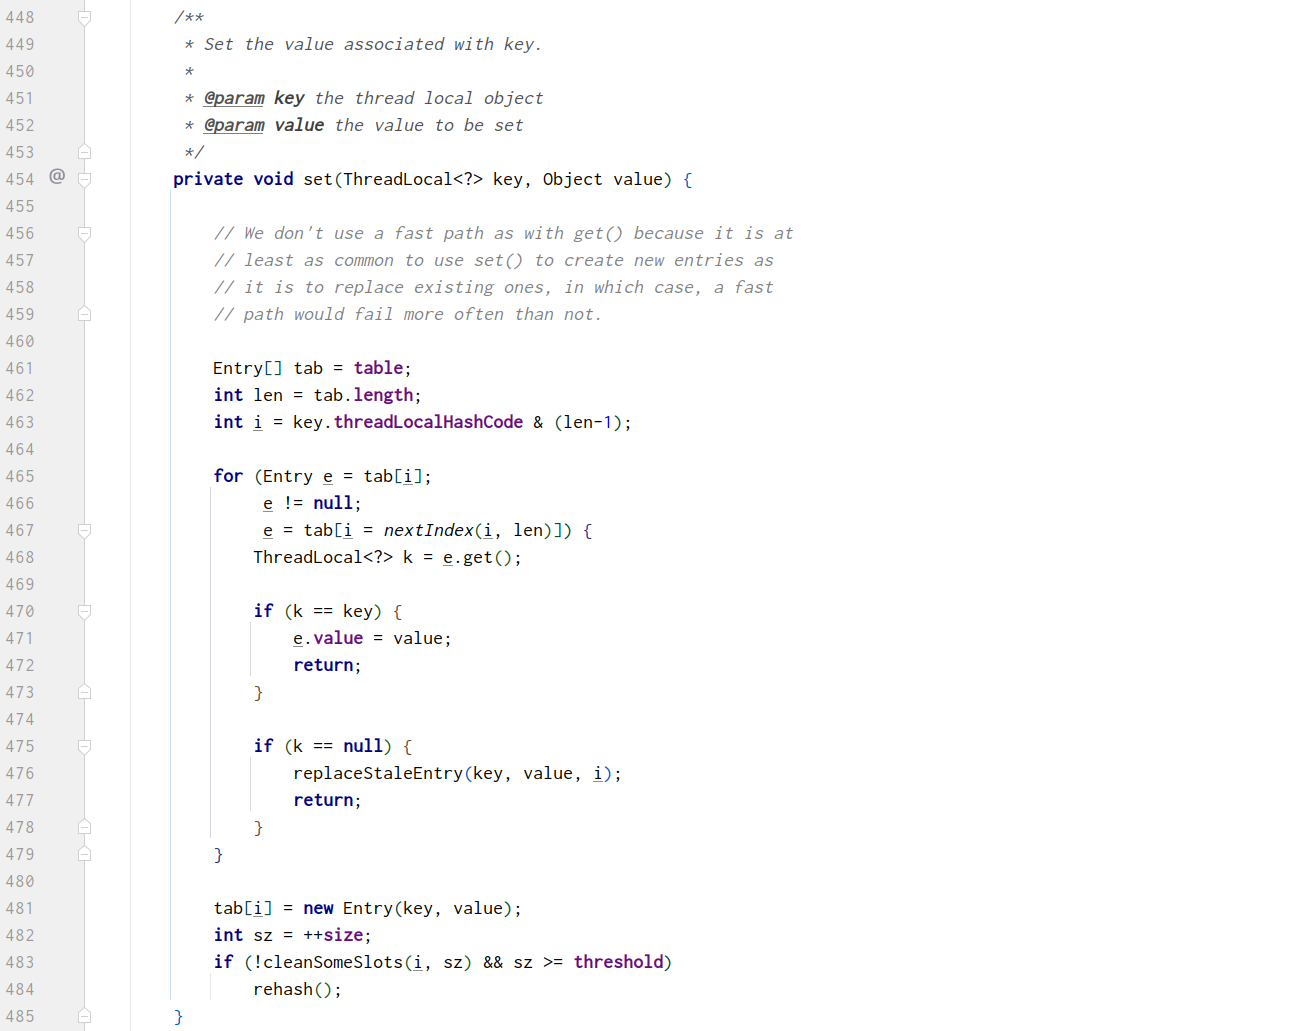 448 /**
449  * Set the value associated with key.
450  *
451  * @param key the thread local object
452  * @param value the value to be set
453  */
454 @ private void set(ThreadLocal<?> key, Object value) {
455
456     // We don't use a fast path as with get() because it is at
457     // least as common to use set() to create new entries as
458     // it is to replace existing ones, in which case, a fast
459     // path would fail more often than not.
460
461     Entry[] tab = table;
462     int len = tab.length;
463     int i = key.threadLocalHashCode & (len-1);
464
465     for (Entry e = tab[i];
466          e != null;
467          e = tab[i = nextIndex(i, len)]) {
468         ThreadLocal<?> k = e.get();
469
470         if (k == key) {
471             e.value = value;
472             return;
473         }
474
475         if (k == null) {
476             replaceStaleEntry(key, value, i);
477             return;
478         }
479     }
480
481     tab[i] = new Entry(key, value);
482     int sz = ++size;
483     if (!cleanSomeSlots(i, sz) && sz >= threshold)
484         rehash();
485 }